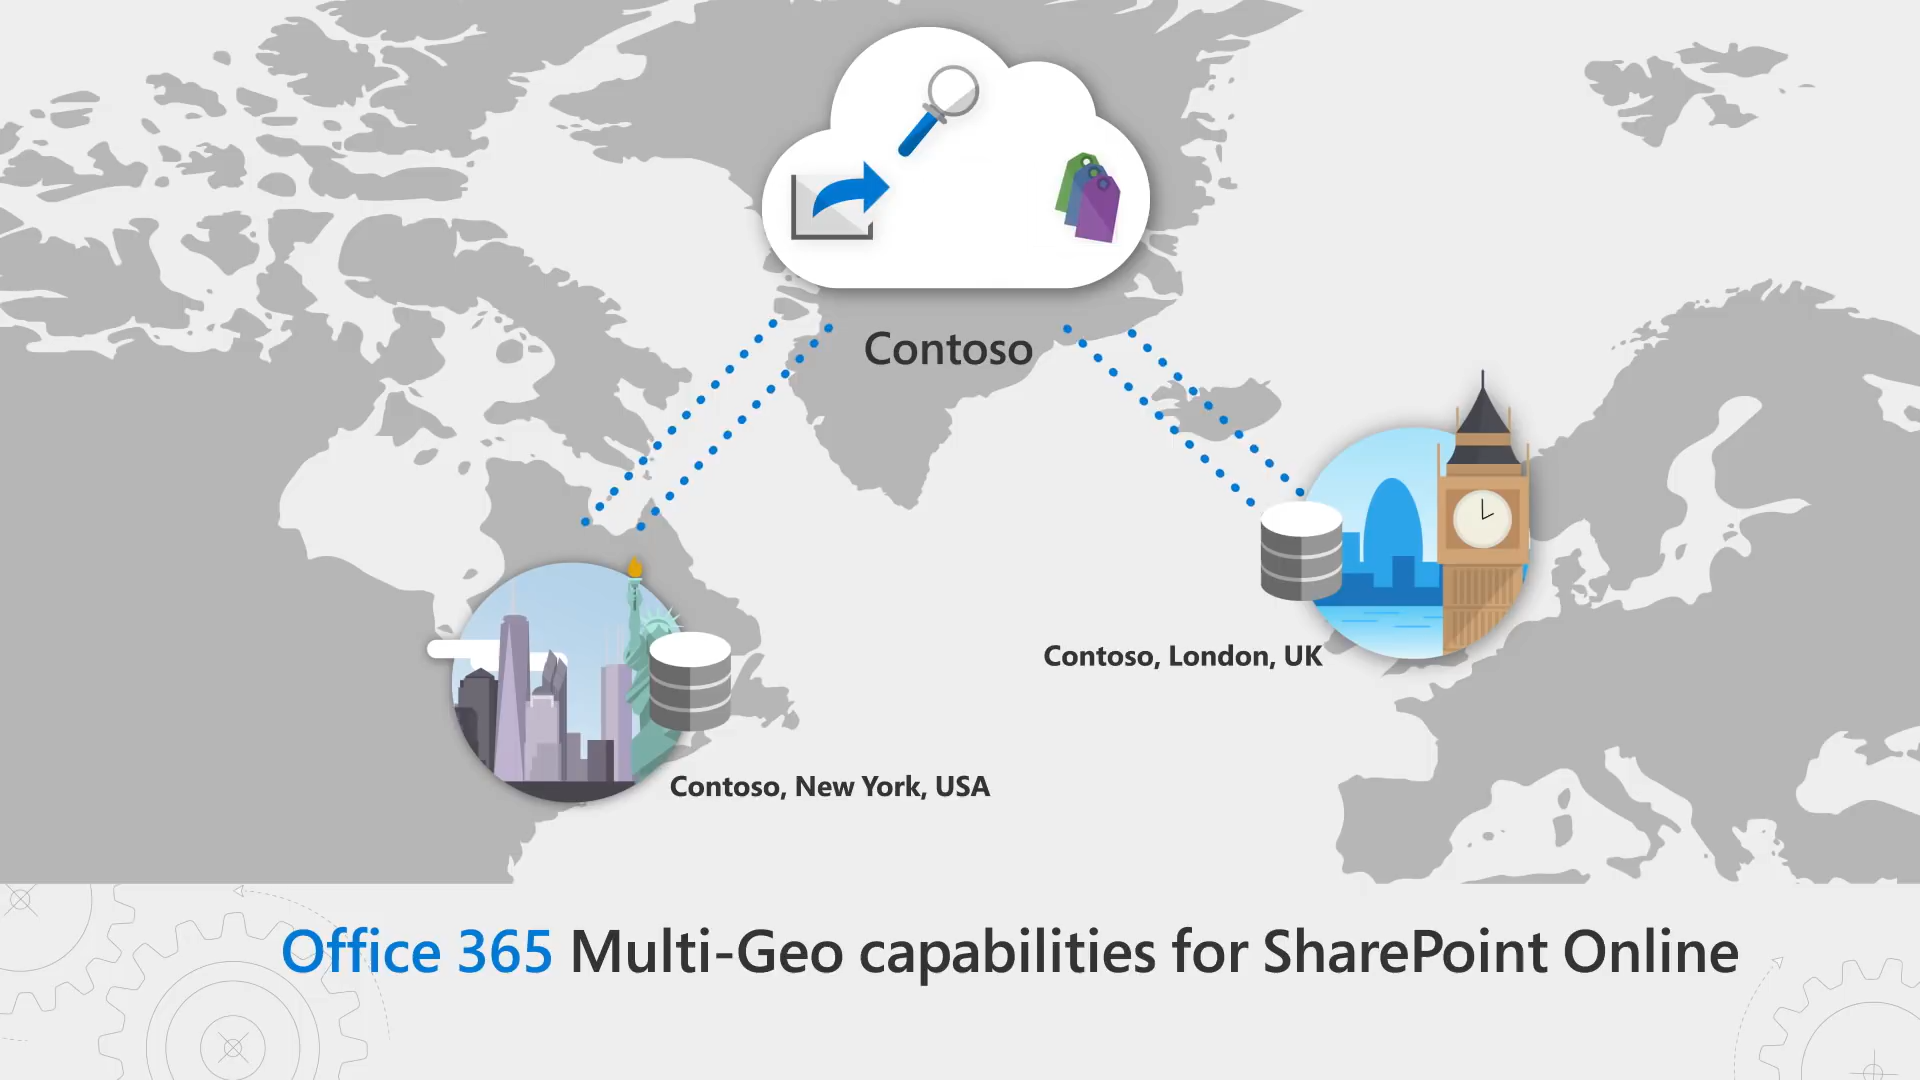 Contoso
Contoso, London, UK
Contoso, New York, USA
Office 365 Multi-Geo capabilities for SharePoint Online